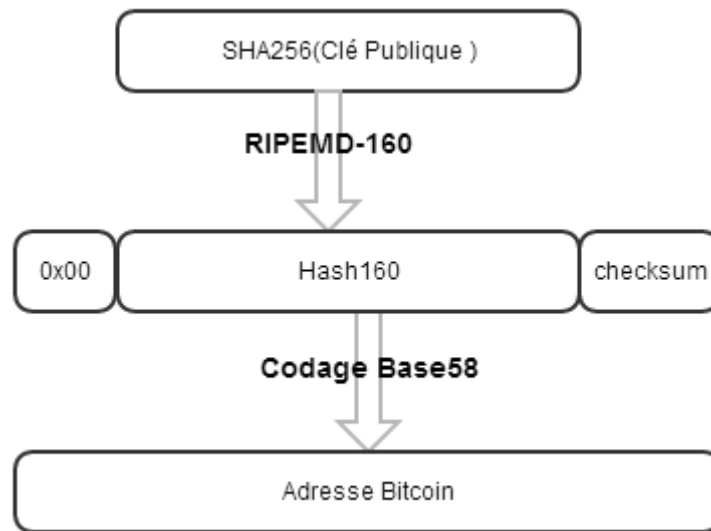 SHA256(Clé Publique )
RIPEMD-160
0x00
Hash160
checksum
Codage Base58
Adresse Bitcoin